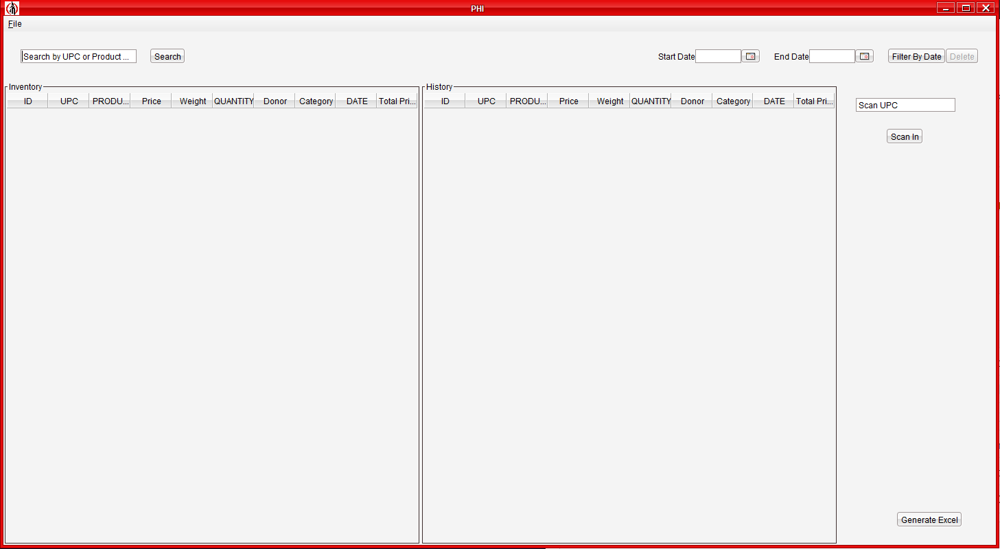 PHI
File
Search by UPC or Product ... Search Start Date End Date Filter By Date Delete
Inventory History
ID UPC PRODU... Price Weight QUANTITY Donor Category DATE Total Pri... ID UPC PRODU... Price Weight QUANTITY Donor Category DATE Total Pri...
Scan UPC
Scan In
Generate Excel